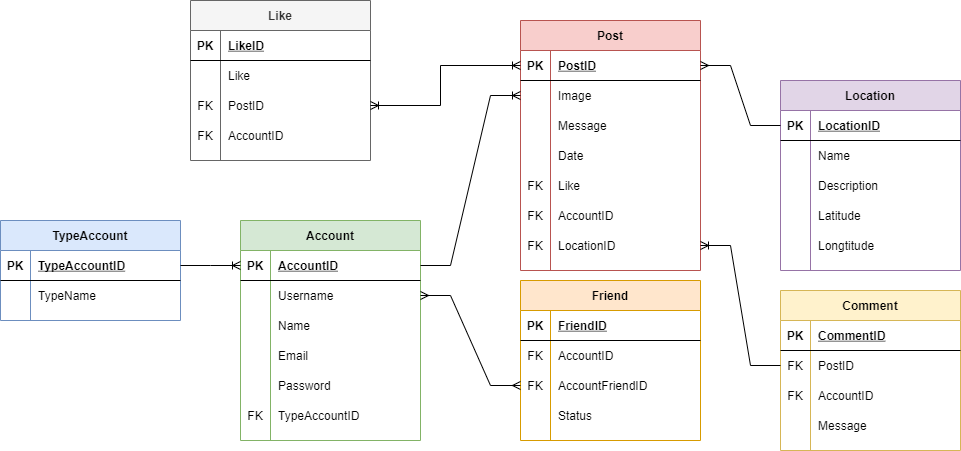 Like
PK LikeID
Like
FK PostID
FK AccountID
Post
PK PostID
Image
Message
Date
FK Like
FK AccountID
FK LocationID
Location
PK LocationID
Name
Description
Latitude
Longtitude
TypeAccount
PK TypeAccountID
TypeName
Account
PK AccountID
Username
Name
Email
Password
FK TypeAccountID
Friend
PK FriendID
FK AccountID
FK AccountFriendID
Status
Comment
PK CommentID
FK PostID
FK AccountID
Message